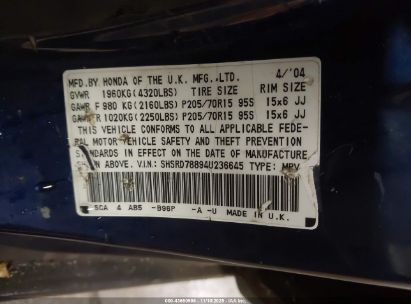 MFD.BY HONDA OF THE U.K. MFG.,LTD. 4/'04
GVWR 1960KG(4320LBS) TIRE SIZE RIM SIZE
GAWR F 980 KG(2160LBS) P205/70R15 95S 15x6 JJ
GAWR R 1020KG(2250LBS) P205/70R15 95S 15x6 JJ
THIS VEHICLE CONFORMS TO ALL APPLICABLE FEDE-
RAL MOTOR VEHICLE SAFETY AND THEFT PREVENTION
STANDARDS IN EFFECT ON THE DATE OF MANUFACTURE
SHOWN ABOVE. V.I.N: SHSRD78894U236645 TYPE: MPV
SCA 4 AB5 -B96P -A -U MADE IN U.K.